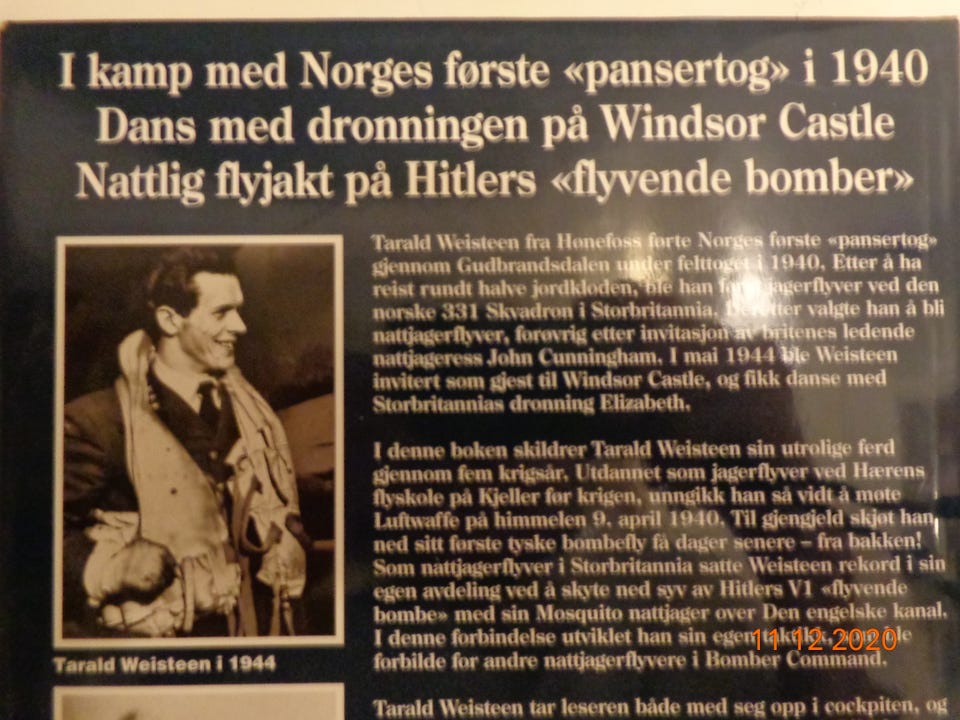 I kamp med Norges første «pansertog» i 1940
Dans med dronningen på Windsor Castle
Nattlig flyjakt på Hitlers «flyvende bomber»
Tarald Weisteen fra Hønefoss førte Norges første «pansertog»
gjennom Gudbrandsdalen under felttoget i 1940. Etter å ha
reist rundt halve jordkloden, ble han jagerflyver ved den
norske 331 Skvadron i Storbritannia. Deretter valgte han å bli
nattjagerflyver, forøvrig etter invitasjon av britenes ledende
nattjageress John Cunningham. I mai 1944 ble Weisteen
invitert som gjest til Windsor Castle, og fikk danse med
Storbritannias dronning Elizabeth.
I denne boken skildrer Tarald Weisteen sin utrolige ferd
gjennom fem krigsår. Utdannet som jagerflyver ved Hærens
flyskole på Kjeller før krigen, unngikk han så vidt å møte
Luftwaffe på himmelen 9. april 1940. Til gjengjeld skjøt han
ned sitt første tyske bombefly få dager senere – fra bakken!
Som nattjagerflyver i Storbritannia satte Weisteen rekord i sin
egen avdeling ved å skyte ned syv av Hitlers V1 «flyvende
bombe» med sin Mosquito nattjager over Den engelske kanal.
I denne forbindelse utviklet han sin egen
forbilde for andre nattjagerflyvere i Bomber Command.
Tarald Weisteen tar leseren både med seg opp i cockpiten, og
Tarald Weisteen i 1944
11 12 2020